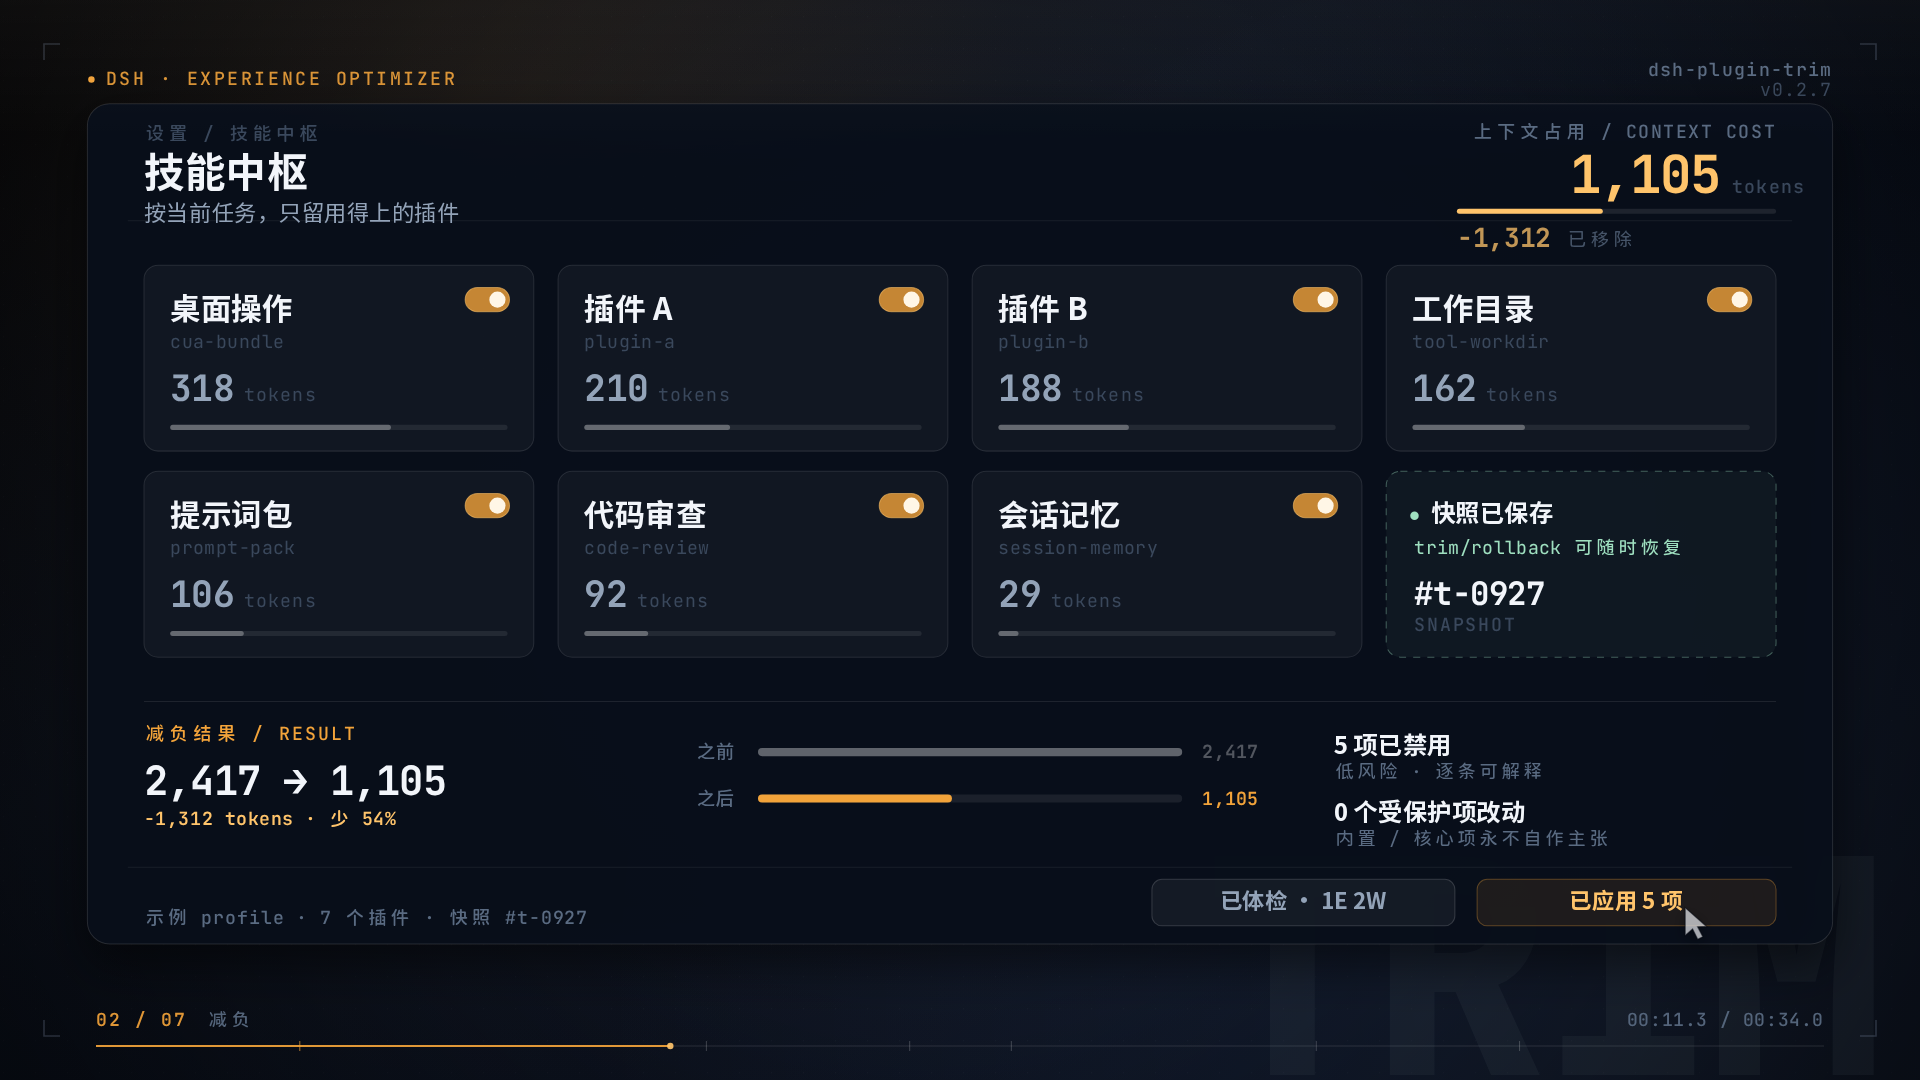 DSH · EXPERIENCE OPTIMIZER
dsh-plugin-trim
v0.2.7
设置 / 技能中枢
技能中枢
按当前任务，只留用得上的插件
上下文占用 / CONTEXT COST
1,105 tokens
-1,312 已移除
桌面操作
cua-bundle
318 tokens
插件 A
plugin-a
210 tokens
插件 B
plugin-b
188 tokens
工作目录
tool-workdir
162 tokens
提示词包
prompt-pack
106 tokens
代码审查
code-review
92 tokens
会话记忆
session-memory
29 tokens
快照已保存
trim/rollback 可随时恢复
#t-0927
SNAPSHOT
减负结果 / RESULT
2,417 → 1,105
-1,312 tokens · 少 54%
之前 2,417
之后 1,105
5 项已禁用
低风险 · 逐条可解释
0 个受保护项改动
内置 / 核心项永不自作主张
示例 profile · 7 个插件 · 快照 #t-0927
已体检 · 1E 2W
已应用 5 项
TRIM
02 / 07 减负
00:11.3 / 00:34.0